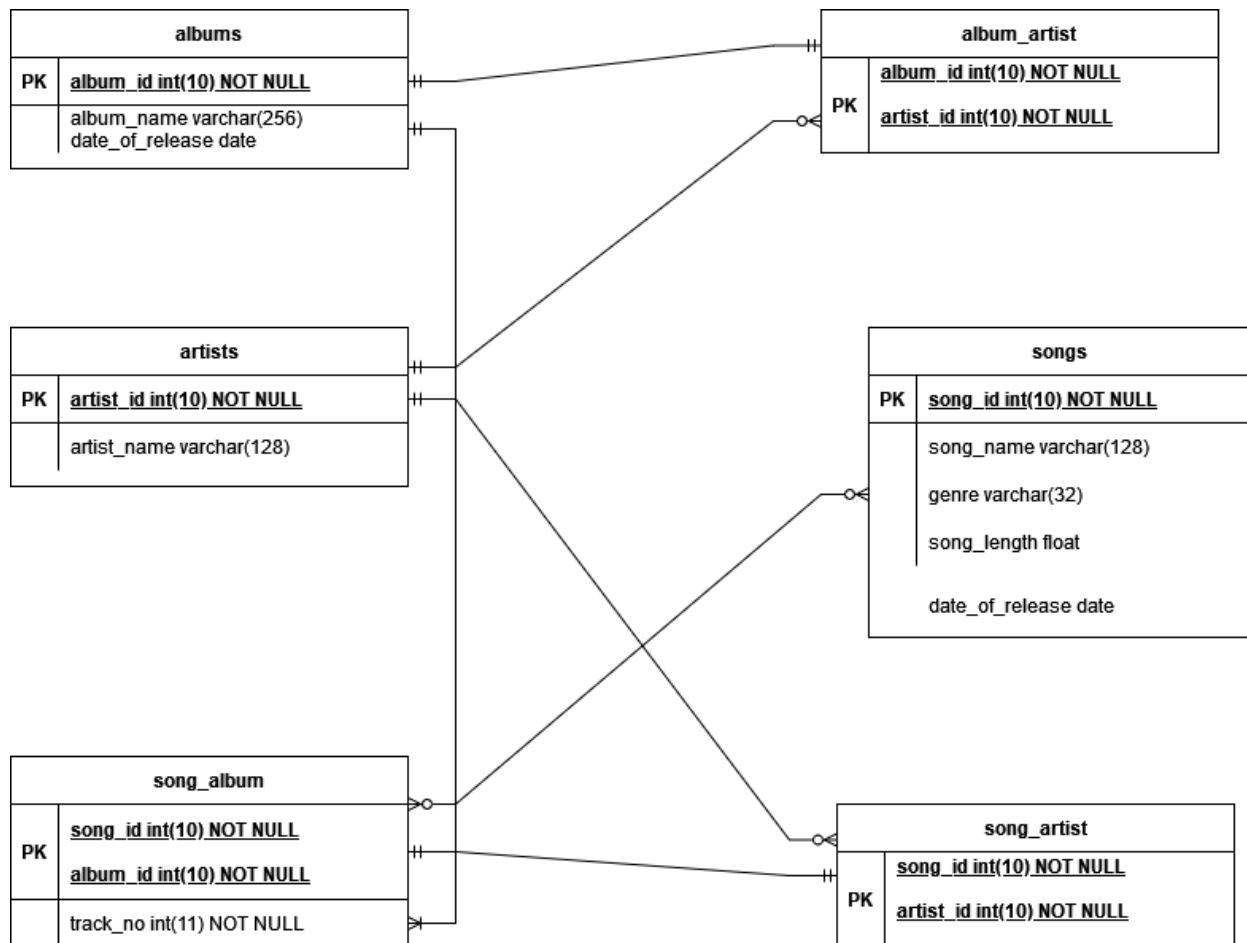 albums
PK
album_id int(10) NOT NULL
album_name varchar(256)
date_of_release date
album_artist
PK
album_id int(10) NOT NULL
artist_id int(10) NOT NULL
artists
PK
artist_id int(10) NOT NULL
artist_name varchar(128)
songs
PK
song_id int(10) NOT NULL
song_name varchar(128)
genre varchar(32)
song_length float
date_of_release date
song_album
PK
song_id int(10) NOT NULL
album_id int(10) NOT NULL
track_no int(11) NOT NULL
song_artist
PK
song_id int(10) NOT NULL
artist_id int(10) NOT NULL